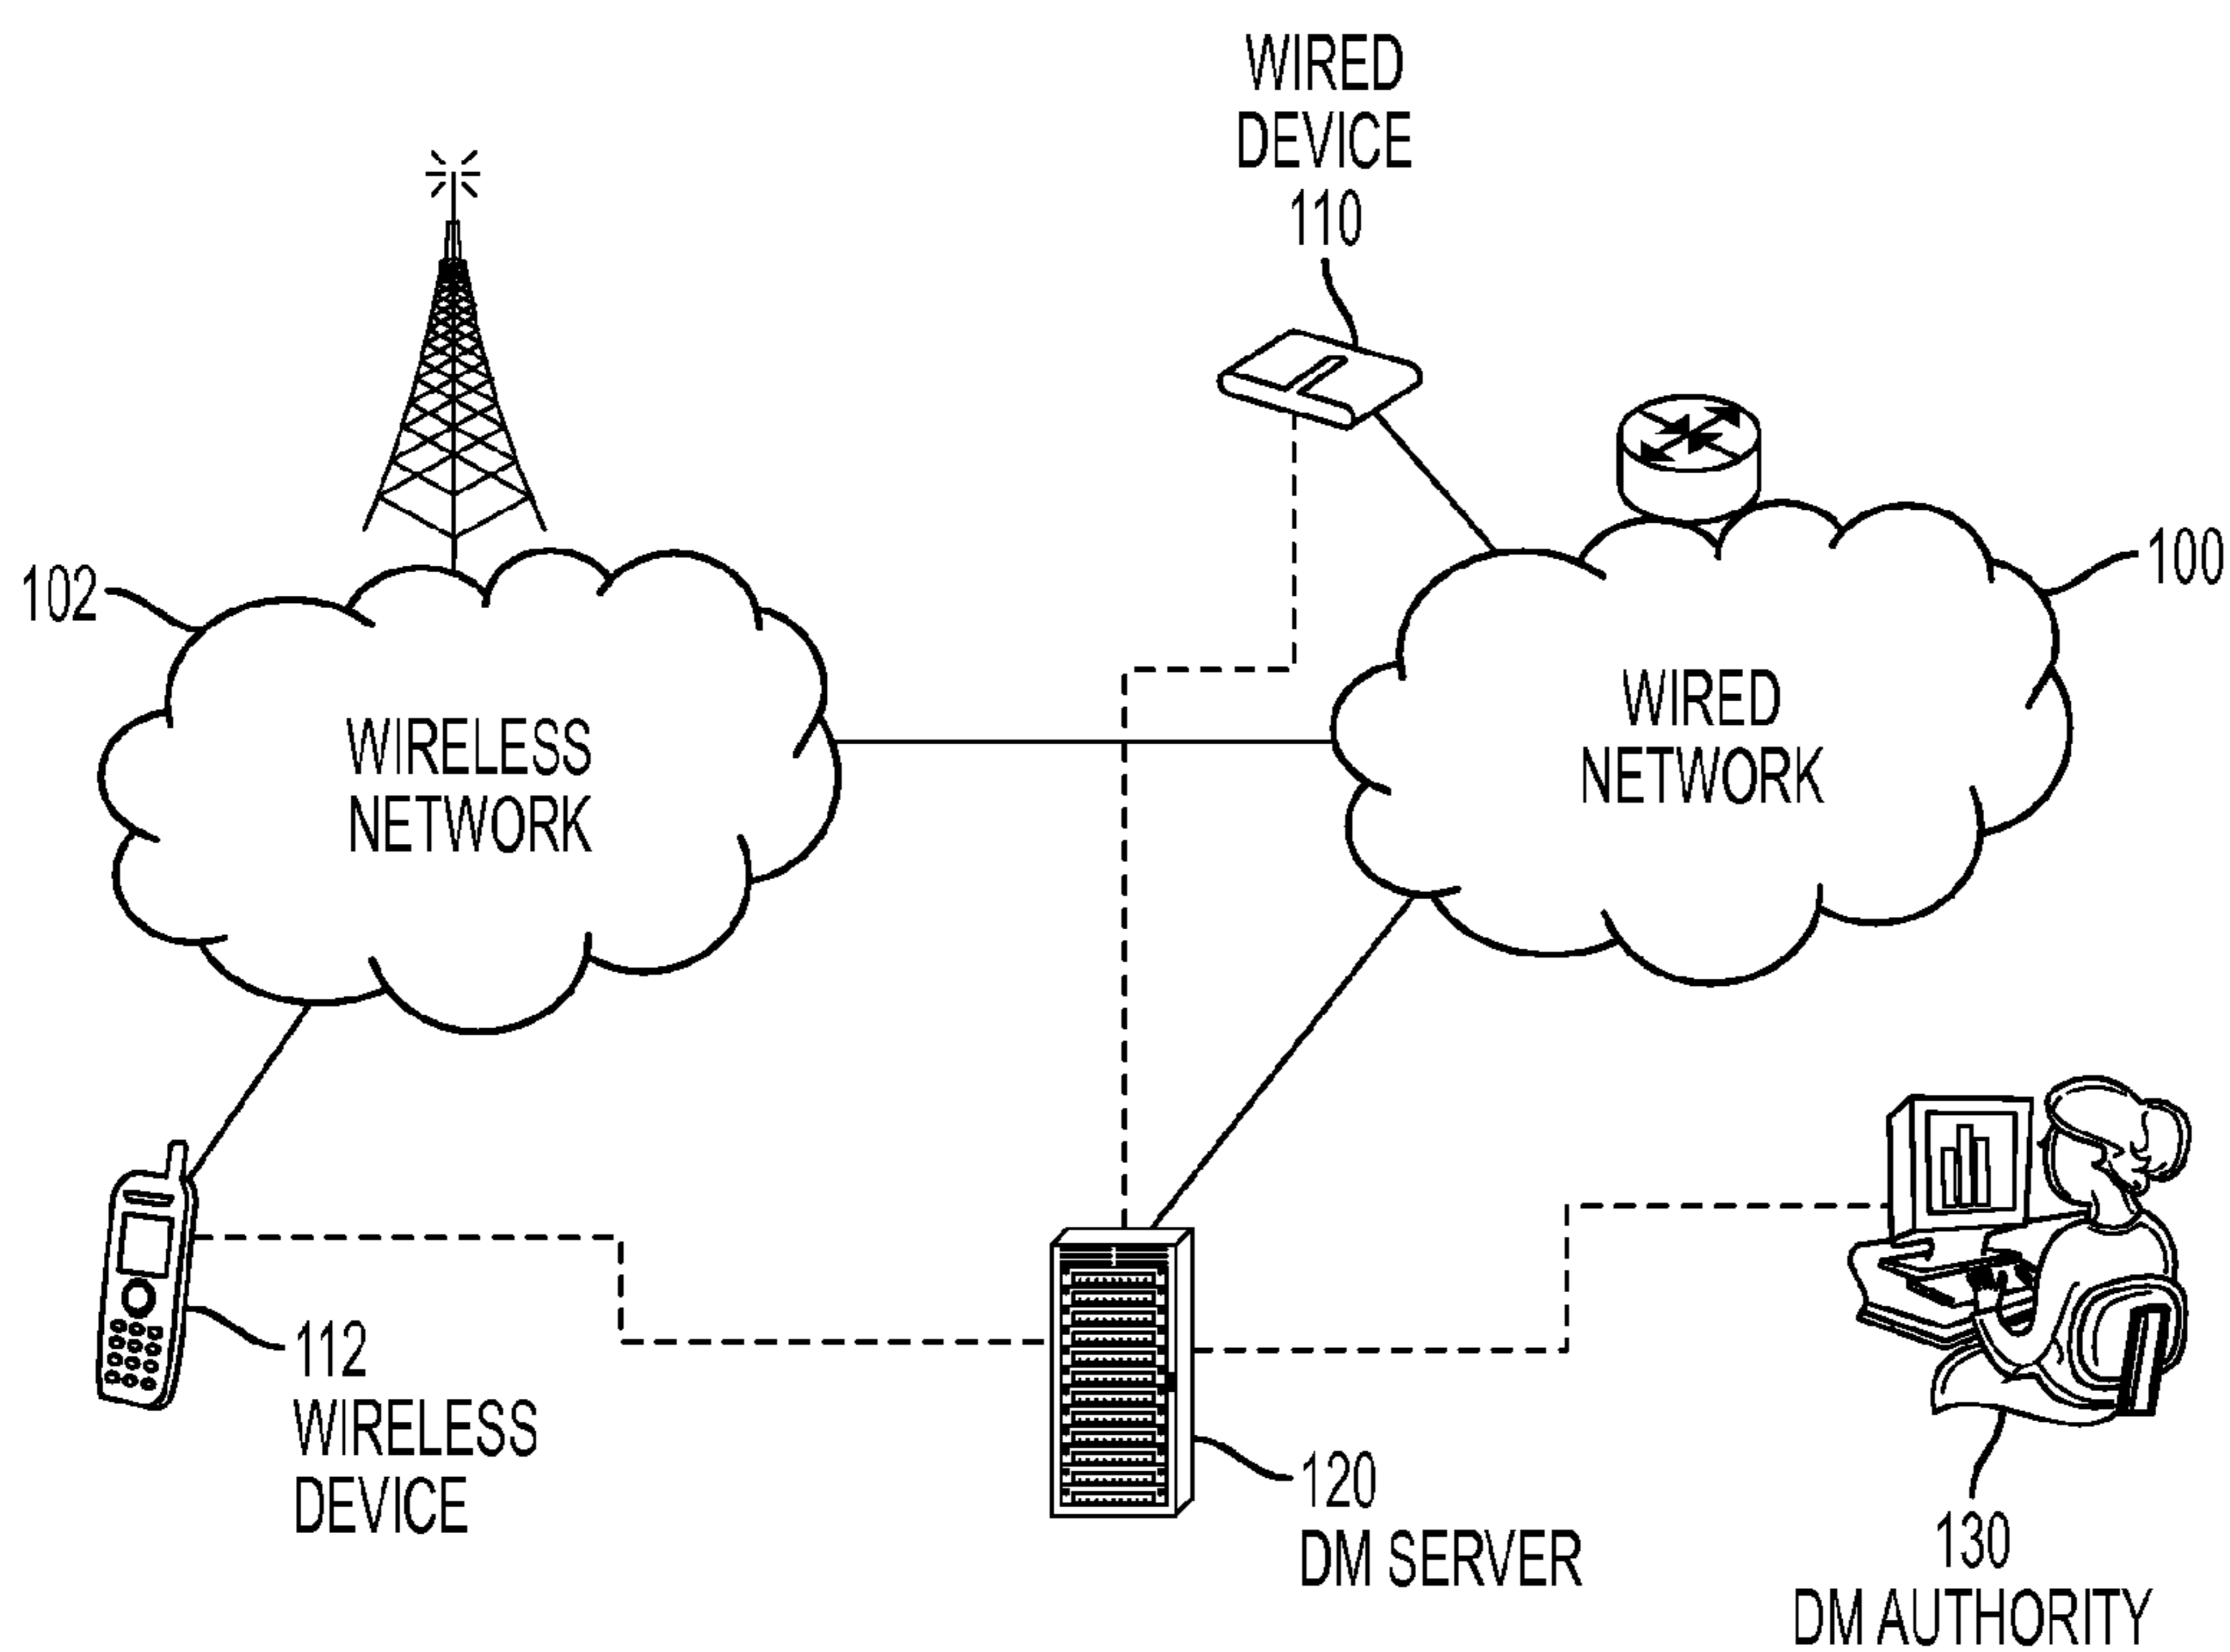 WIRED
DEVICE
110
102
100
WIRELESS
NETWORK
WIRED
NETWORK
112
WIRELESS
DEVICE
120
DM SERVER
130
DM AUTHORITY